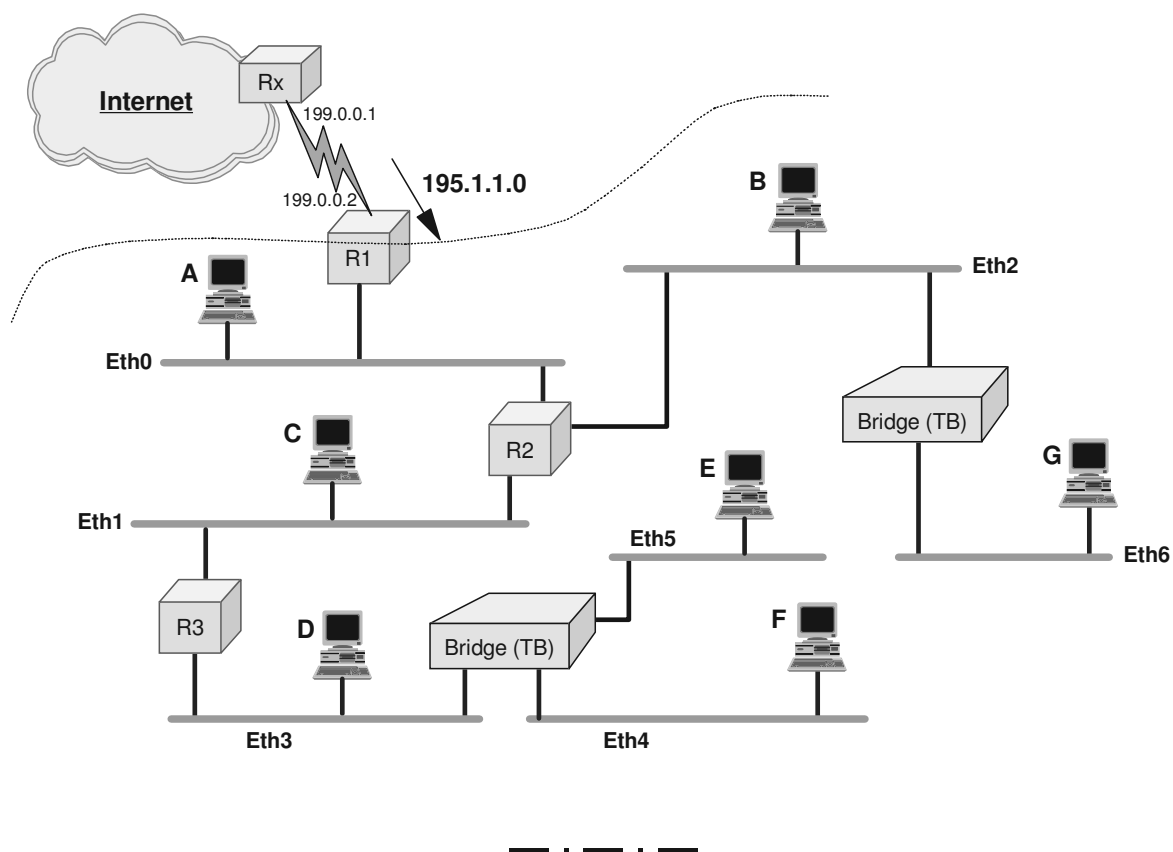 Rx
Internet
199.0.0.1
195.1.1.0
199.0.0.2
B
R1
A
Eth2
Eth0
Bridge (TB)
C
R2
E
G
Eth1
Eth5
Eth6
R3
D
Bridge (TB)
F
Eth3
Eth4